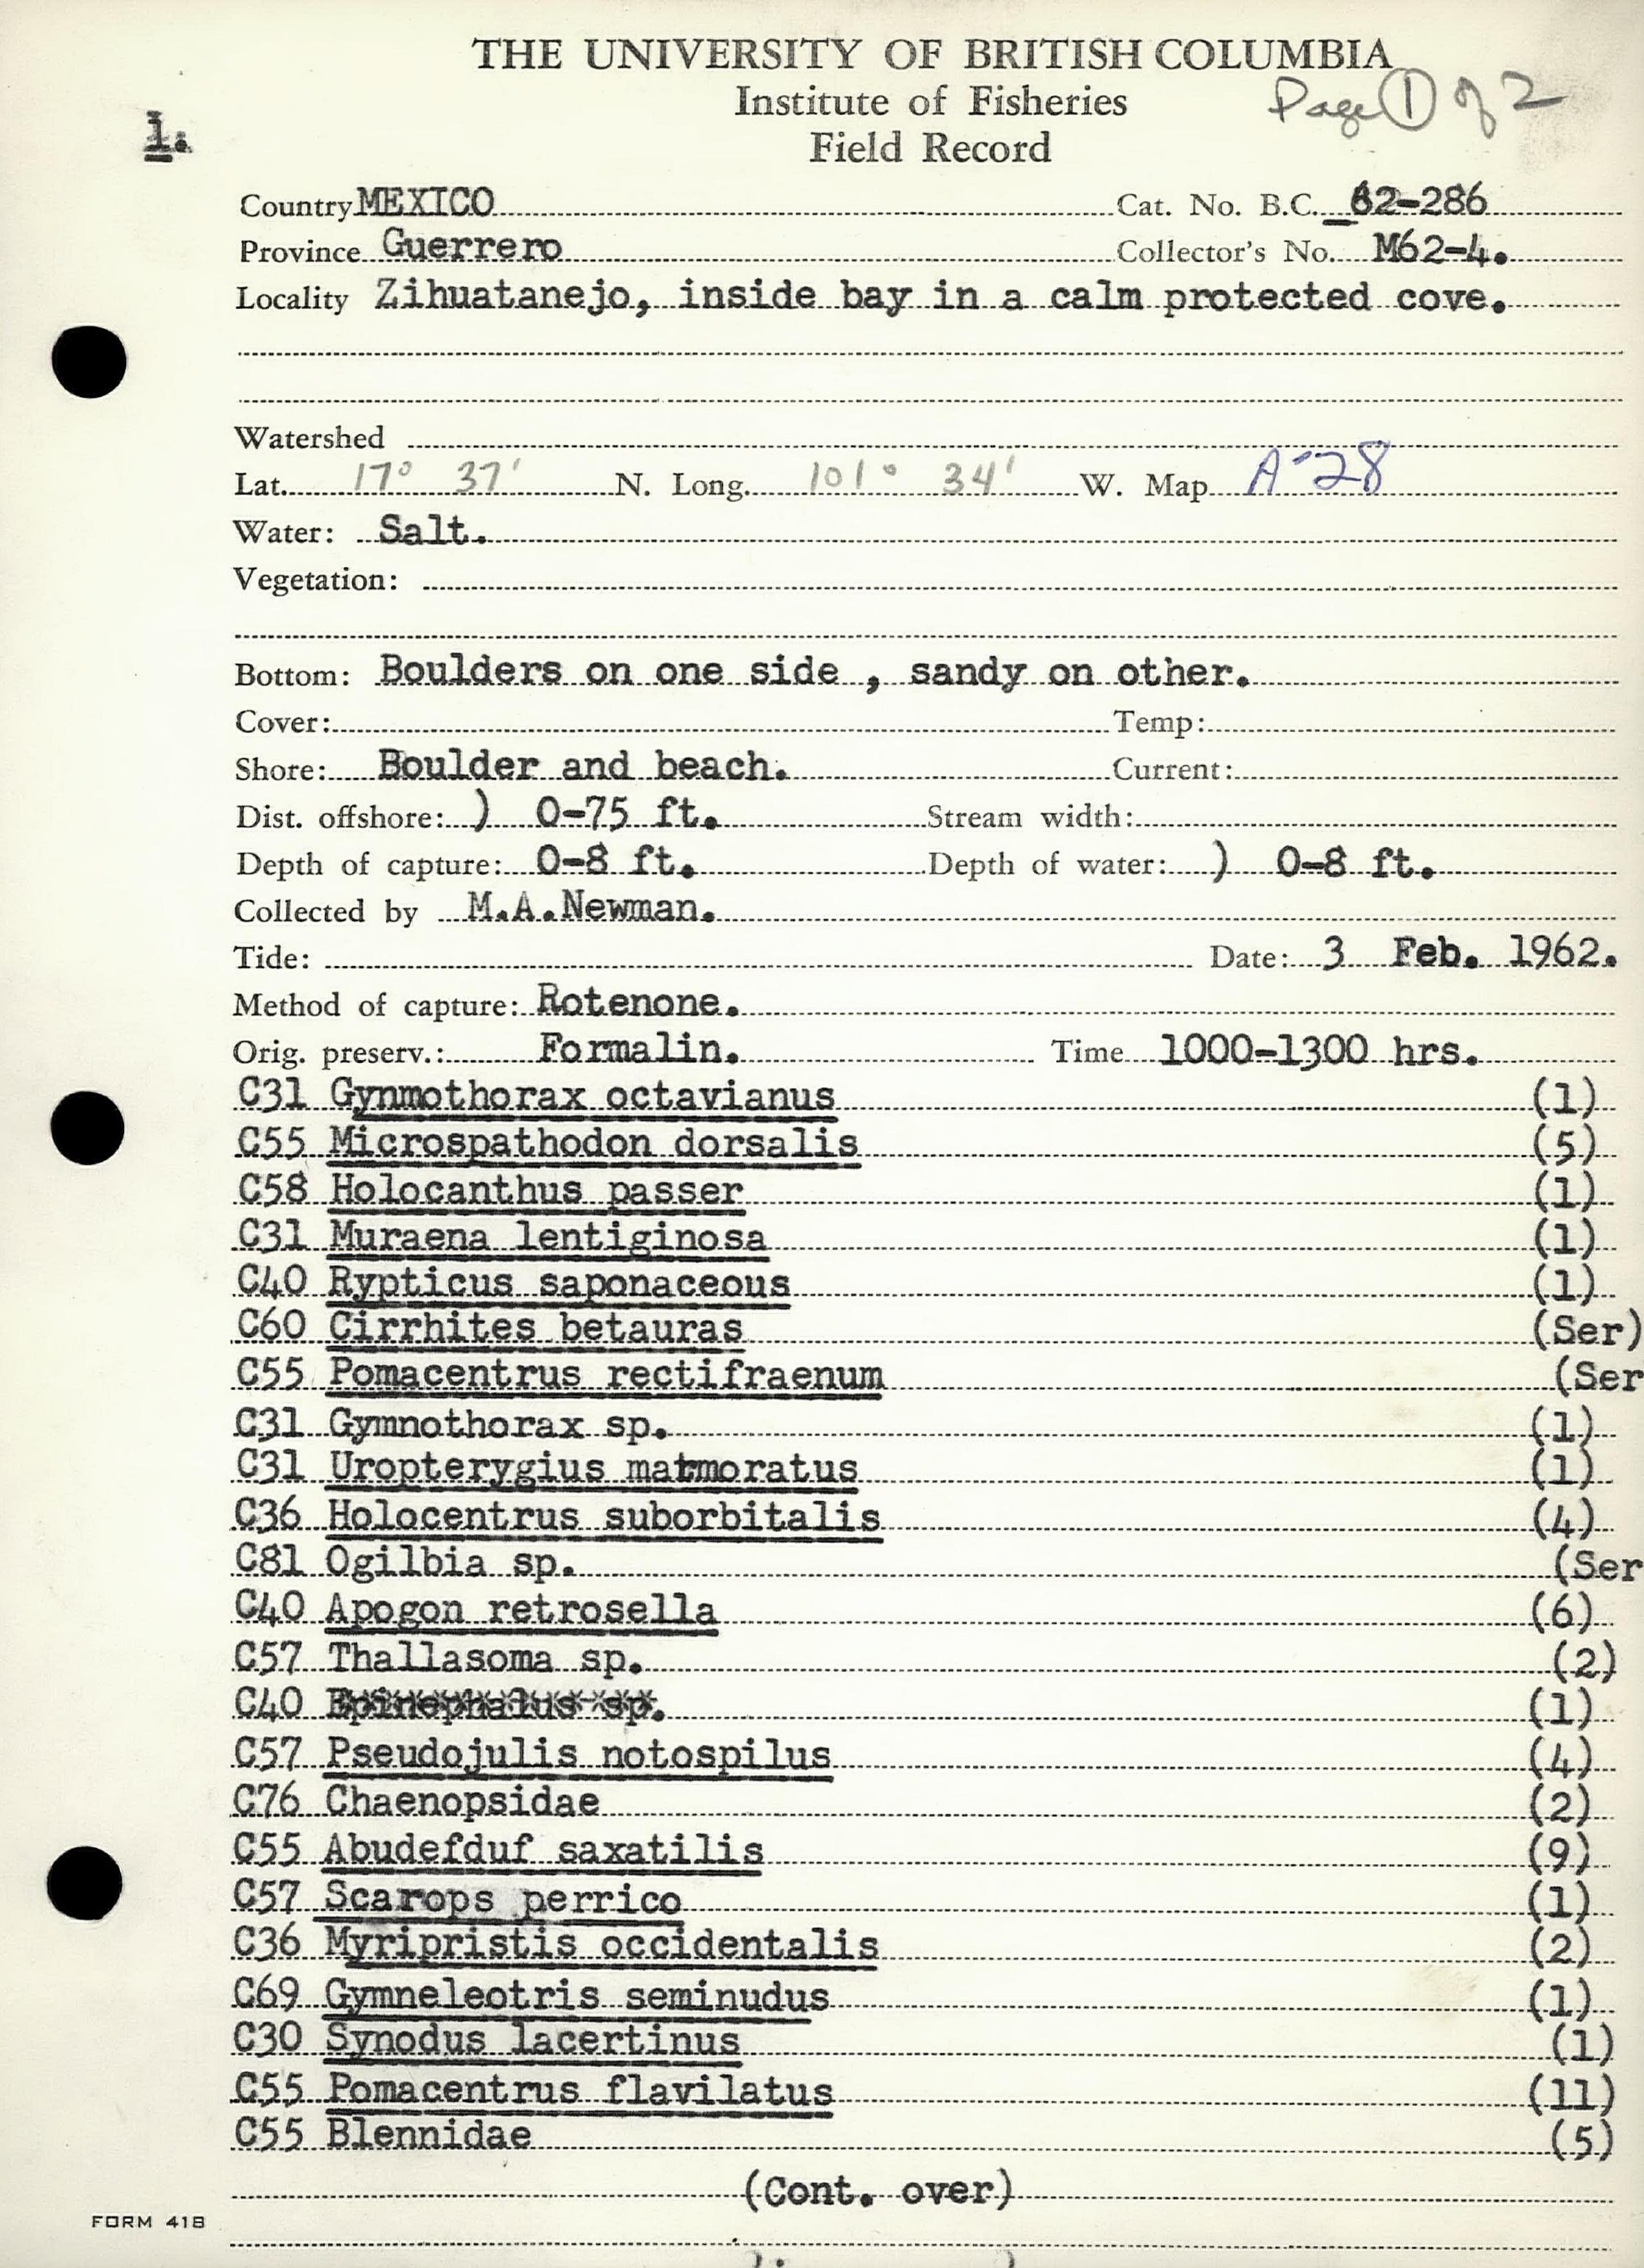 THE UNIVERSITY OF BRITISH COLUMBIA
Institute of Fisheries
Page 1 of 2
1.
Field Record
Country MEXICO Cat. No. B.C. 62-286
Province Guerrero Collector's No. M62-4.
Locality Zihuatanejo, inside bay in a calm protected cove.
Watershed
Lat. 17° 37' N. Long. 101° 34' W. Map A-28
Water: Salt.
Vegetation:
Bottom: Boulders on one side , sandy on other.
Cover: Temp:
Shore: Boulder and beach. Current:
Dist. offshore: ) 0-75 ft. Stream width:
Depth of capture: 0-8 ft. Depth of water: ) 0-8 ft.
Collected by M.A.Newman.
Tide: Date: 3 Feb. 1962.
Method of capture: Rotenone.
Orig. preserv.: Formalin. Time 1000-1300 hrs.
C31 Gynmothorax octavianus (1)
C55 Microspathodon dorsalis (5)
C58 Holocanthus passer (1)
C31 Muraena lentiginosa (1)
C40 Rypticus saponaceous (1)
C60 Cirrhites betauras (Ser)
C55 Pomacentrus rectifraenum (Ser
C31 Gymnothorax sp. (1)
C31 Uropterygius marmoratus (1)
C36 Holocentrus suborbitalis (4)
C81 Ogilbia sp. (Ser
C40 Apogon retrosella (6)
C57 Thallasoma sp. (2)
C40 Epinephalus sp. (1)
C57 Pseudojulis notospilus (4)
C76 Chaenopsidae (2)
C55 Abudefduf saxatilis (9)
C57 Scarops perrico (1)
C36 Myripristis occidentalis (2)
C69 Gymneleotris seminudus (1)
C30 Synodus lacertinus (1)
C55 Pomacentrus flavilatus (11)
C55 Blennidae (5)
(Cont. over)
FORM 41B